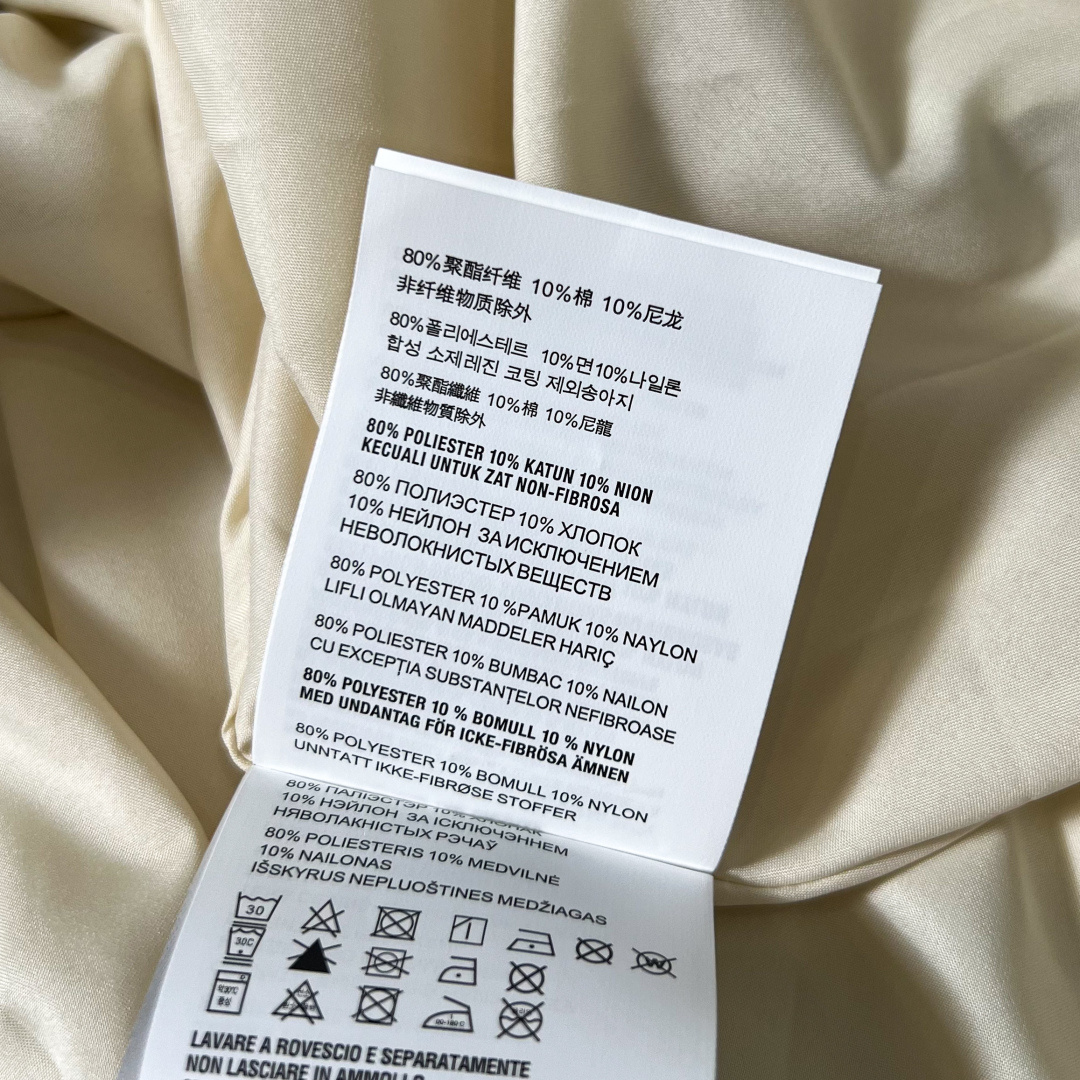 80%聚酯纤维 10%棉 10%尼龙
非纤维物质除外
80%폴리에스테르 10%면10%나일론
합성 소제레진 코팅 제외송아지
80%聚酯纖維 10%棉 10%尼龍
非纖維物質除外
80% POLIESTER 10% KATUN 10% NION
KECUALI UNTUK ZAT NON-FIBROSA
80% ПОЛИЭСТЕР 10% ХЛОПОК
10% НЕЙЛОН ЗА ИСКЛЮЧЕНИЕМ
НЕВОЛОКНИСТЫХ ВЕЩЕСТВ
80% POLYESTER 10 %PAMUK 10% NAYLON
LIFLI OLMAYAN MADDELER HARIÇ
80% POLIESTER 10% BUMBAC 10% NAILON
CU EXCEPȚIA SUBSTANȚELOR NEFIBROASE
80% POLYESTER 10 % BOMULL 10 % NYLON
MED UNDANTAG FÖR ICKE-FIBRÖSA ÄMNEN
80% POLYESTER 10% BOMULL 10% NYLON
UNNTATT IKKE-FIBRØSE STOFFER
80% ПАЛІЭСТЭР 10% ХЛОПАК
10% НЭЙЛОН ЗА ІСКЛЮЧЭННЕМ
НЯВОЛАКНІСТЫХ РЭЧАЎ
80% POLIESTERIS 10% MEDVILNĖ
10% NAILONAS
IŠSKYRUS NEPLUOŠTINES MEDŽIAGAS
30
W
30C
LAVARE A ROVESCIO E SEPARATAMENTE
NON LASCIARE IN AMMOLLO